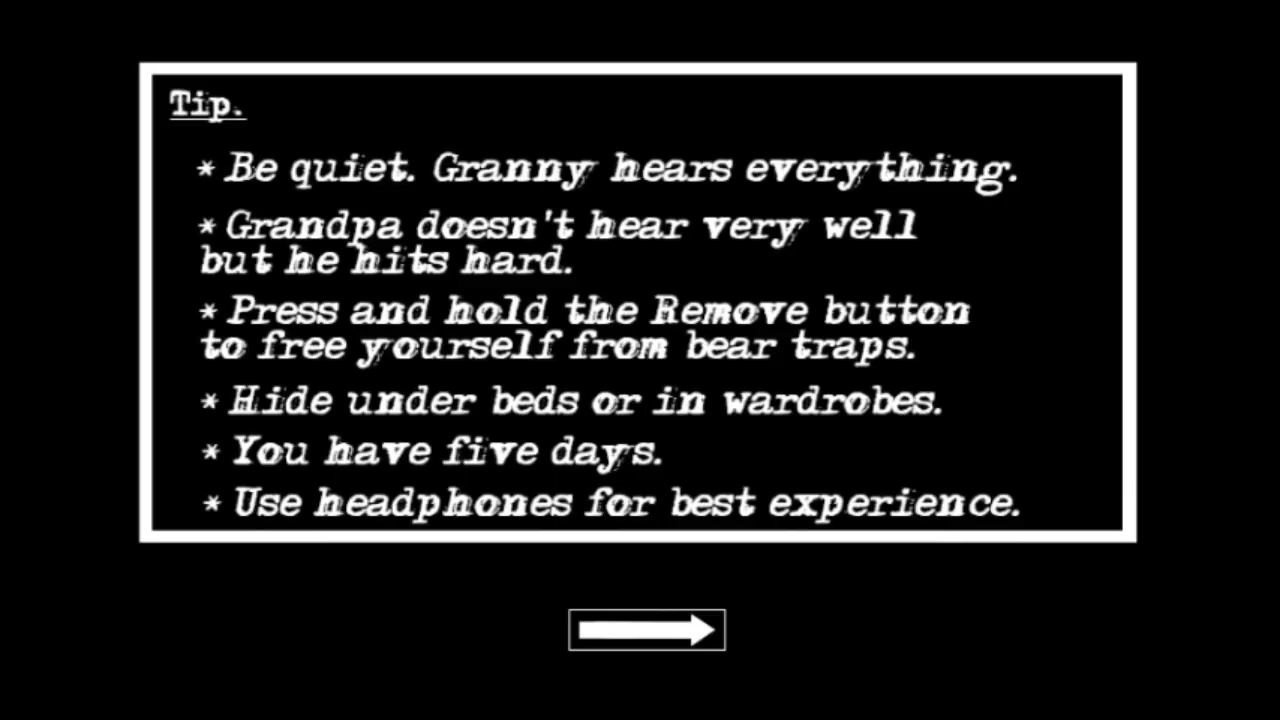 Tip.
* Be quiet. Granny hears everything.
* Grandpa doesn't hear very well
but he hits hard.
* Press and hold the Remove button
to free yourself from bear traps.
* Hide under beds or in wardrobes.
* You have five days.
* Use headphones for best experience.